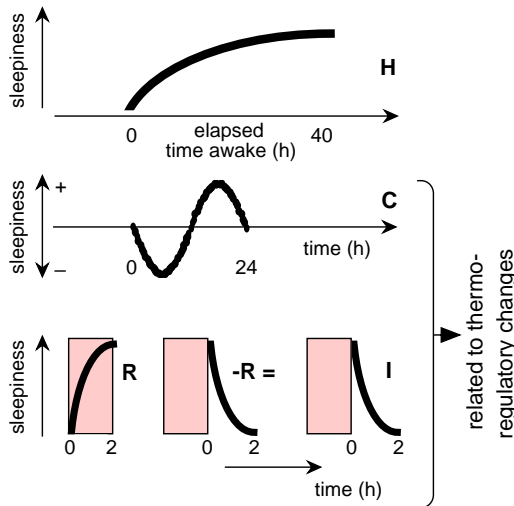 sleepiness
H
0
elapsed
40
time awake (h)
sleepiness
+
C
–
0
24
time (h)
sleepiness
R
-R =
I
0
2
0
2
0
2
time (h)
related to thermo-
regulatory changes